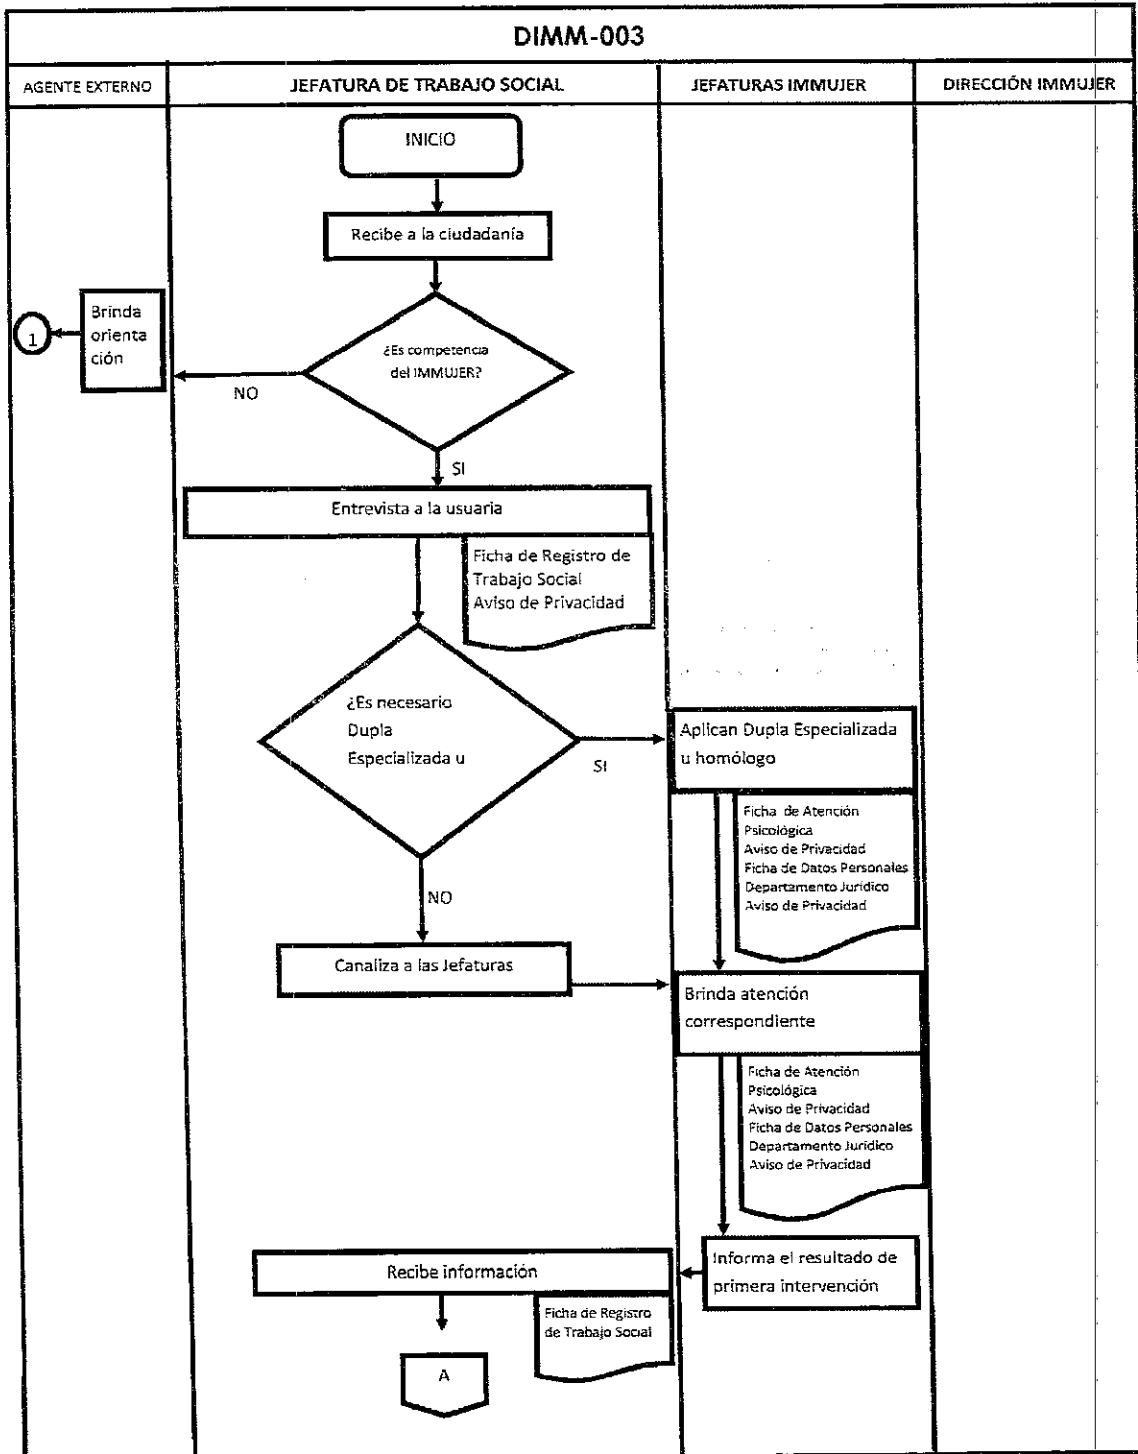 DIMM-003
AGENTE EXTERNO
JEFATURA DE TRABAJO SOCIAL
JEFATURAS IMMUJER
DIRECCIÓN IMMUJER
INICIO
Recibe a la ciudadanía
¿Es competencia
del IMMUJER?
NO
Brinda
orienta
ción
1
SI
Entrevista a la usuaria
Ficha de Registro de
Trabajo Social
Aviso de Privacidad
¿Es necesario
Dupla
Especializada u
SI
Aplican Dupla Especializada
u homólogo
Ficha de Atención
Psicológica
Aviso de Privacidad
Ficha de Datos Personales
Departamento Jurídico
Aviso de Privacidad
NO
Canaliza a las Jefaturas
Brinda atención
correspondiente
Ficha de Atención
Psicológica
Aviso de Privacidad
Ficha de Datos Personales
Departamento Jurídico
Aviso de Privacidad
Informa el resultado de
primera intervención
Recibe información
Ficha de Registro
de Trabajo Social
A